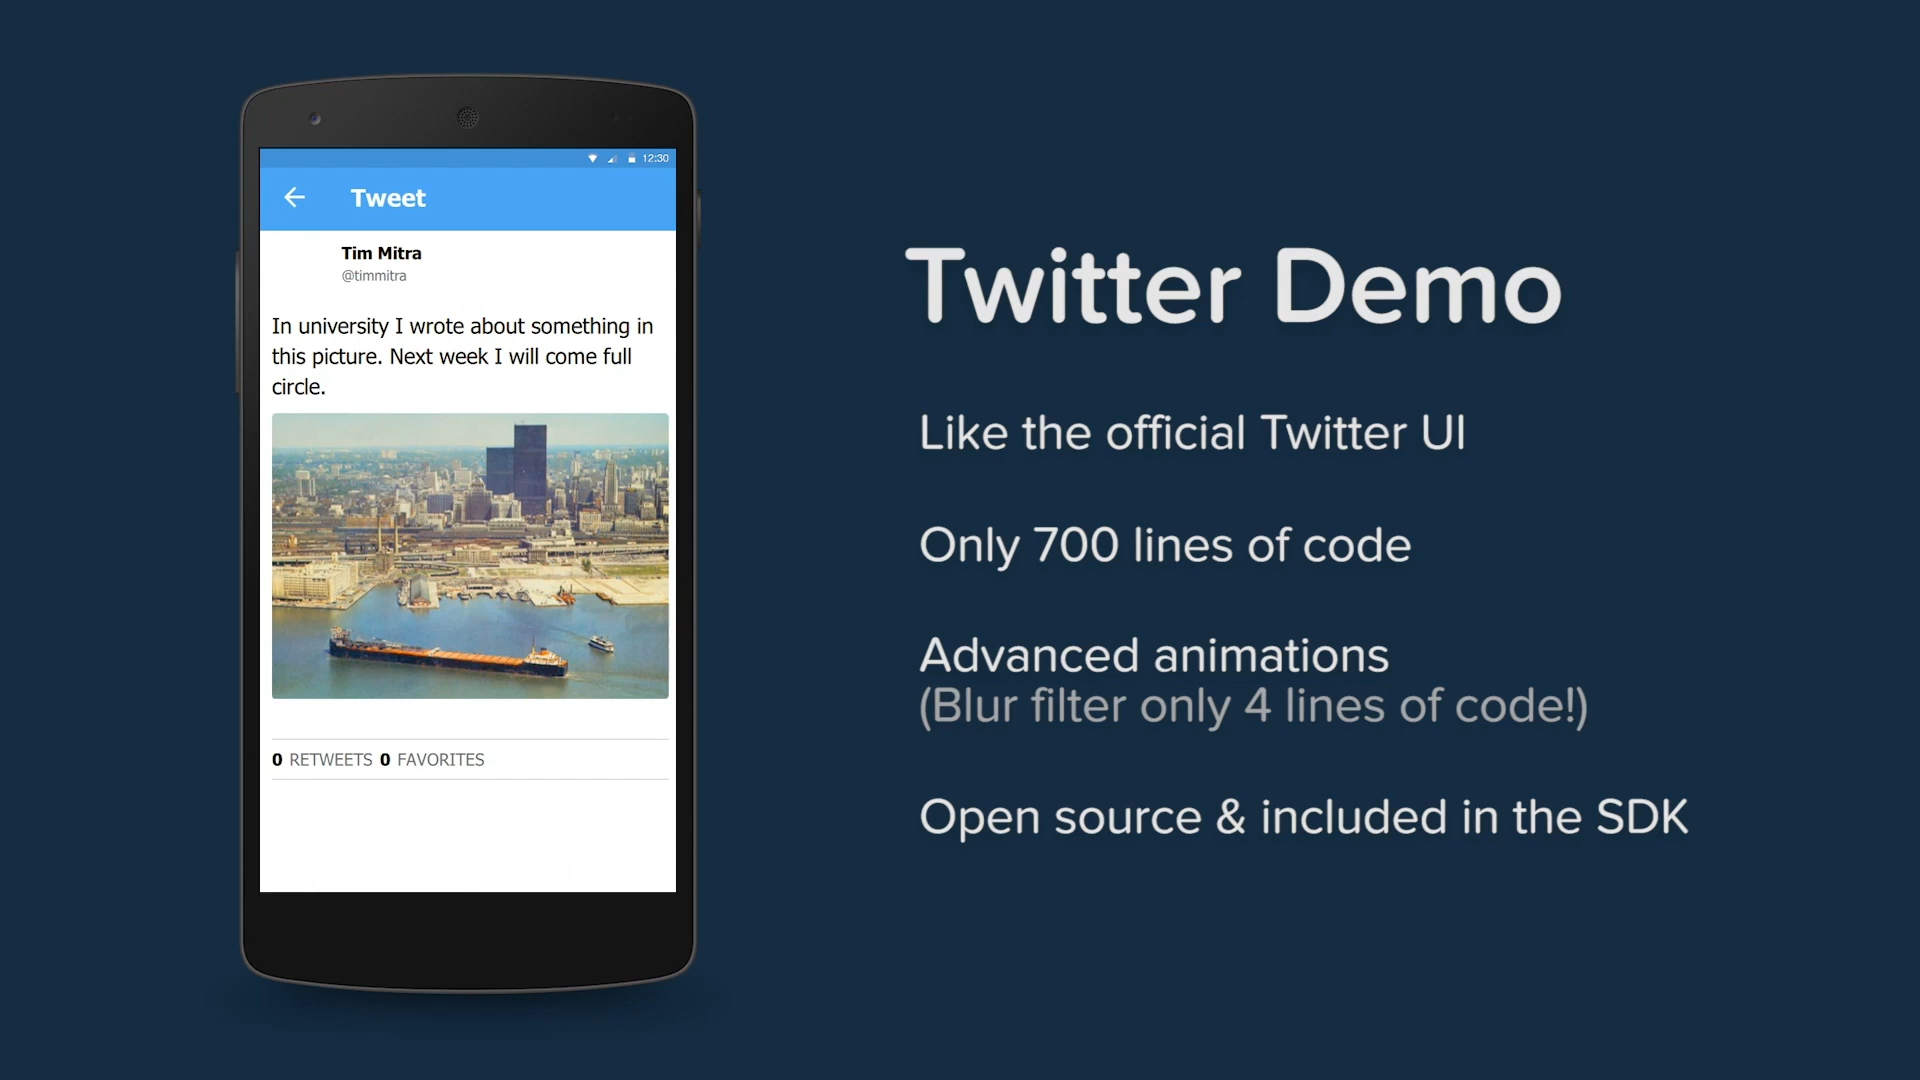 12:30
Tweet
Tim Mitra
@timmitra
In university I wrote about something in
this picture. Next week I will come full
circle.
0 RETWEETS 0 FAVORITES
Twitter Demo
Like the official Twitter UI
Only 700 lines of code
Advanced animations
(Blur filter only 4 lines of code!)
Open source & included in the SDK